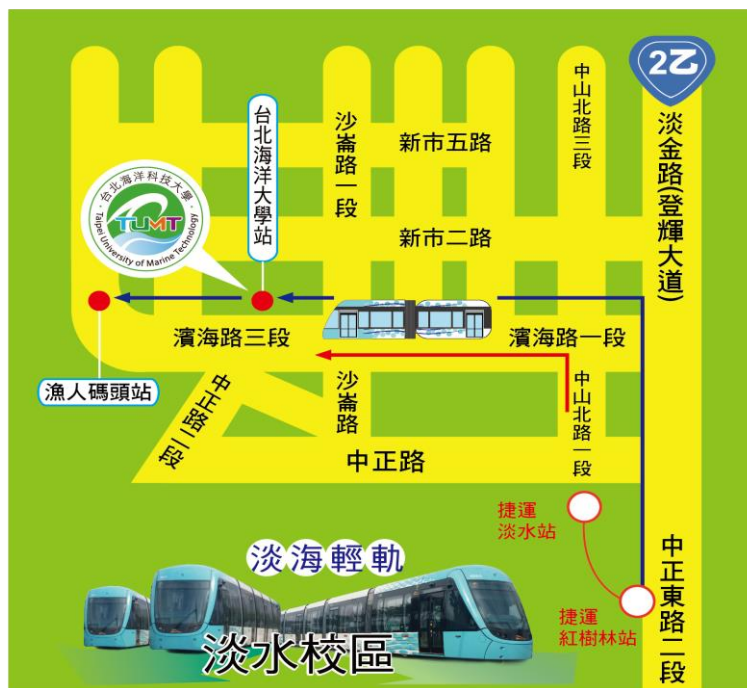 2乙
淡金路(登輝大道)
中山北路三段
沙崙路一段
新市五路
台北海洋大學站
台北海洋科技大學
TUMT
Taipei University of Marine Technology
新市二路
濱海路三段
濱海路一段
漁人碼頭站
中正路二段
沙崙路
中山北路一段
中正路
捷運
淡水站
淡海輕軌
中正東路二段
捷運
紅樹林站
淡水校區